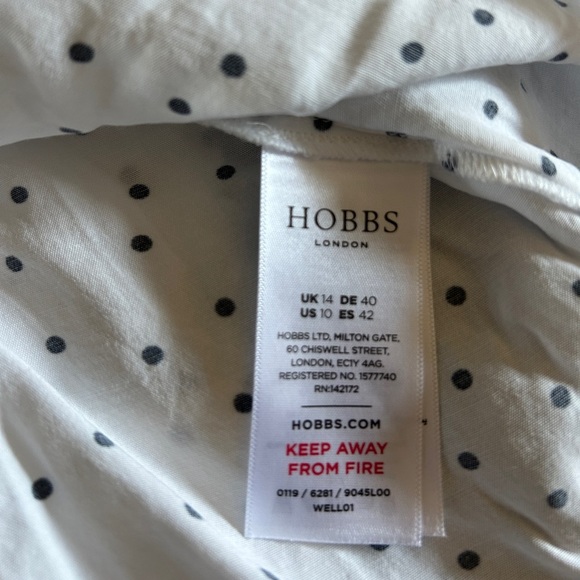 HOBBS
LONDON
UK 14 DE 40
US 10 ES 42
HOBBS LTD, MILTON GATE,
60 CHISWELL STREET,
LONDON, EC1Y 4AG.
REGISTERED NO. 1577740
RN:142172
HOBBS.COM
KEEP AWAY
FROM FIRE
0119 / 6281 / 9045L00
WELL01